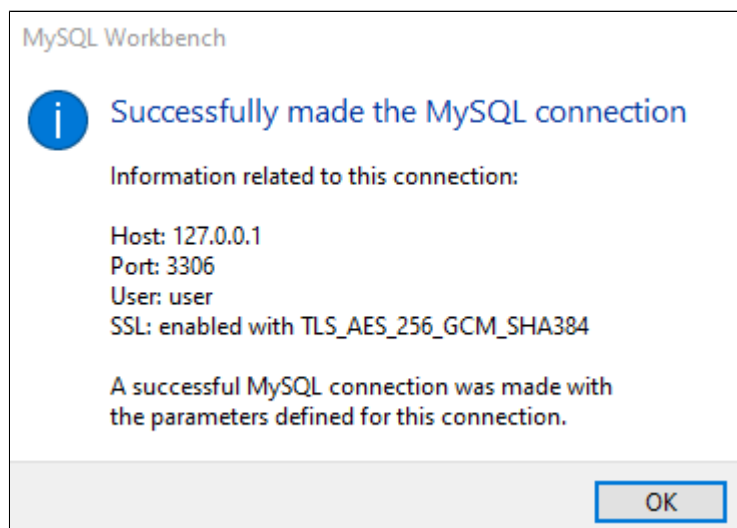 MySQL Workbench
i
Successfully made the MySQL connection
Information related to this connection:
Host: 127.0.0.1
Port: 3306
User: user
SSL: enabled with TLS_AES_256_GCM_SHA384
A successful MySQL connection was made with
the parameters defined for this connection.
OK